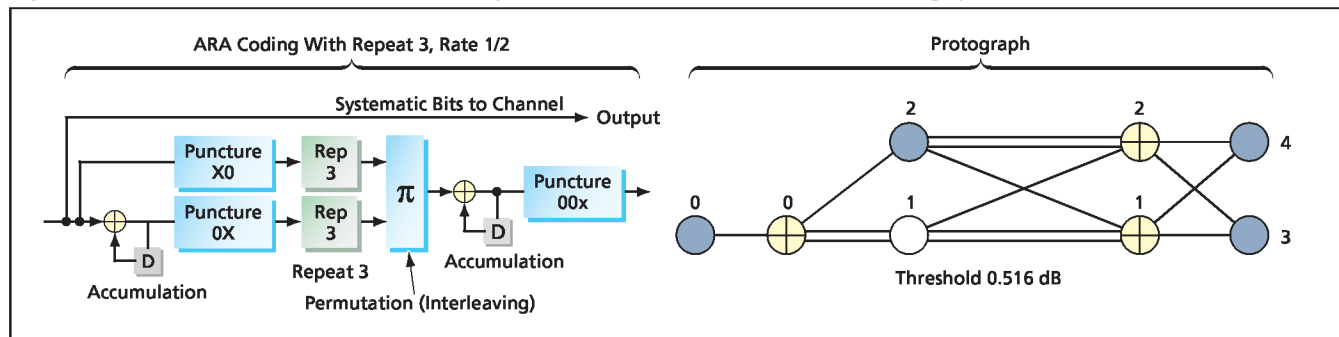 ARA Coding With Repeat 3, Rate 1/2
Systematic Bits to Channel
Output
Puncture
X0
Rep
3
π
Puncture
0X
Rep
3
D
Accumulation
Repeat 3
Permutation (Interleaving)
D
Accumulation
Puncture
00x
Protograph
2
2
4
0
0
1
1
3
Threshold 0.516 dB